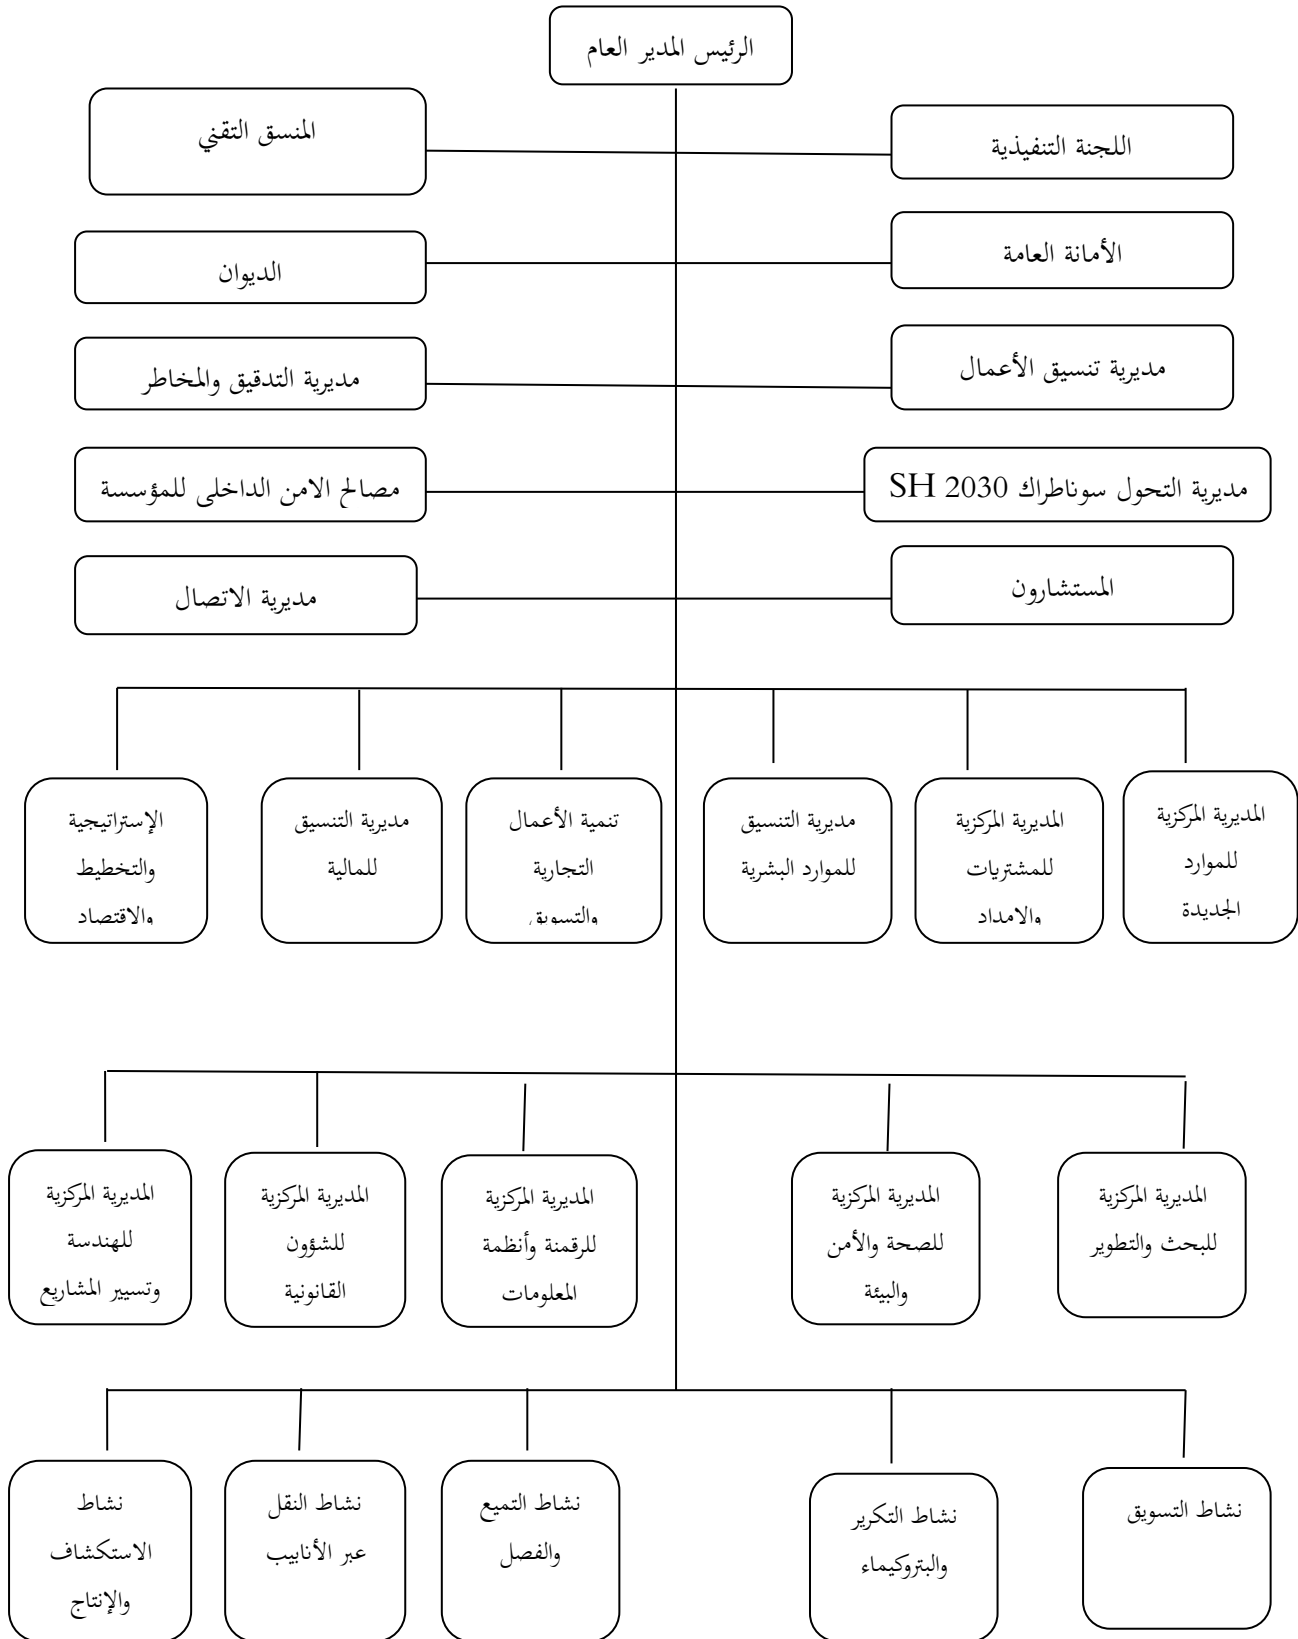 الرئيس المدير العام
اللجنة التنفيذية
المنسق التقني
الأمانة العامة
الديوان
مديرية تنسيق الأعمال
مديرية التدقيق والمخاطر
مديرية التحول سوناطراك SH 2030
مصالح الامن الداخلى للمؤسسة
المستشارون
مديرية الاتصال
المديرية المركزية
للموارد
الجديدة
المديرية المركزية
للمشتريات
والامداد
مديرية التنسيق
للموارد البشرية
تنمية الأعمال
التجارية
والتسويق
مديرية التنسيق
للمالية
الإستراتيجية
والتخطيط
والاقتصاد
المديرية المركزية
للبحث والتطوير
المديرية المركزية
للصحة والأمن
والبيئة
المديرية المركزية
للرقمنة وأنظمة
المعلومات
المديرية المركزية
للشؤون
القانونية
المديرية المركزية
للهندسة
وتسيير المشاريع
نشاط التسويق
نشاط التكرير
والبتروكيماء
نشاط التميع
والفصل
نشاط النقل
عبر الأنابيب
نشاط
الاستكشاف
والإنتاج